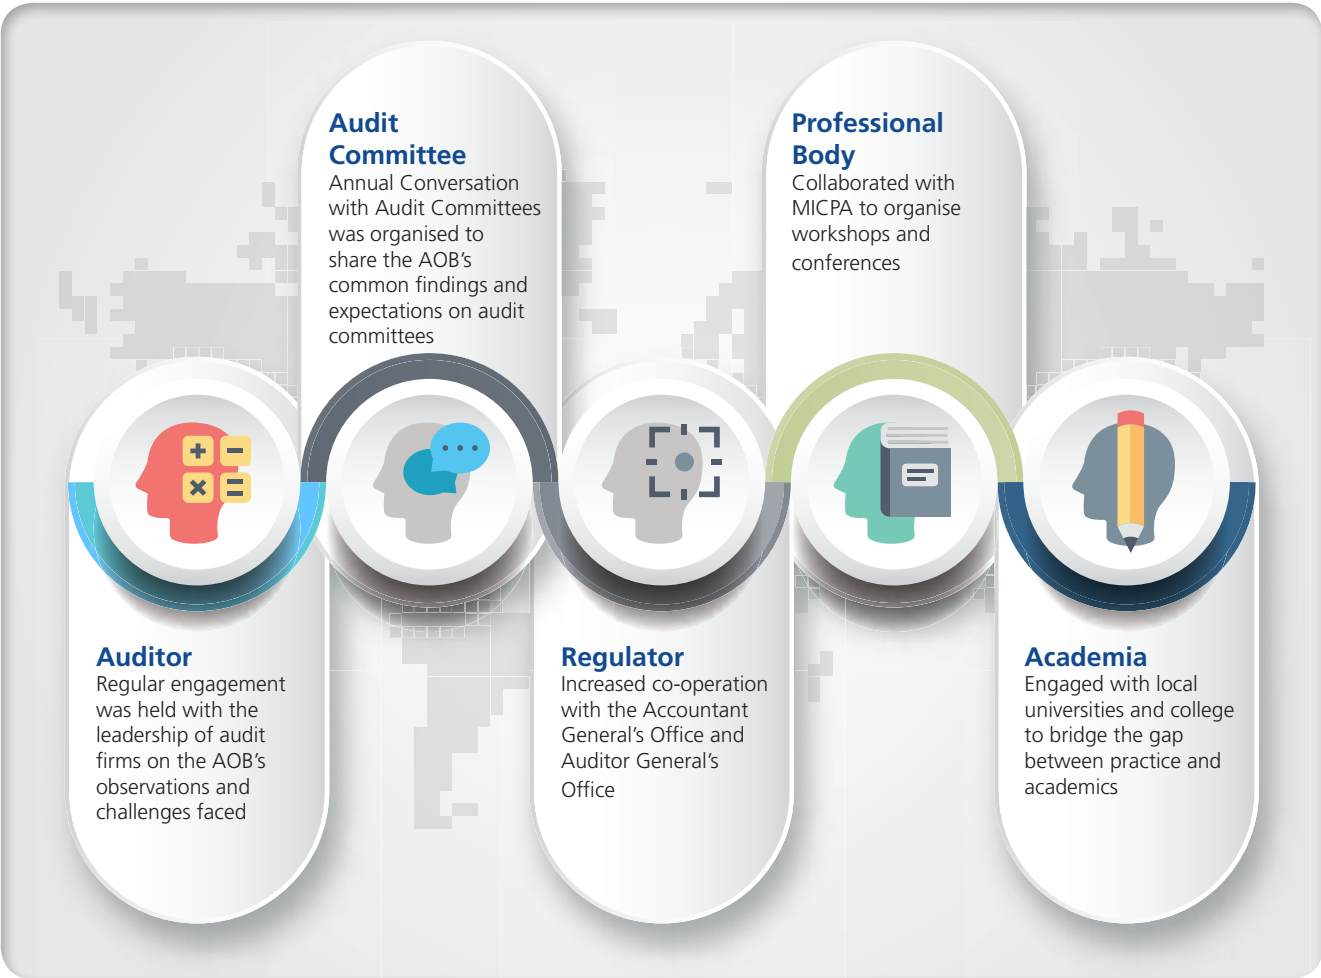 Audit
Committee
Annual Conversation
with Audit Committees
was organised to
share the AOB's
common findings and
expectations on audit
committees
Professional
Body
Collaborated with
MICPA to organise
workshops and
conferences
Auditor
Regular engagement
was held with the
leadership of audit
firms on the AOB's
observations and
challenges faced
Regulator
Increased co-operation
with the Accountant
General's Office and
Auditor General's
Office
Academia
Engaged with local
universities and college
to bridge the gap
between practice and
academics